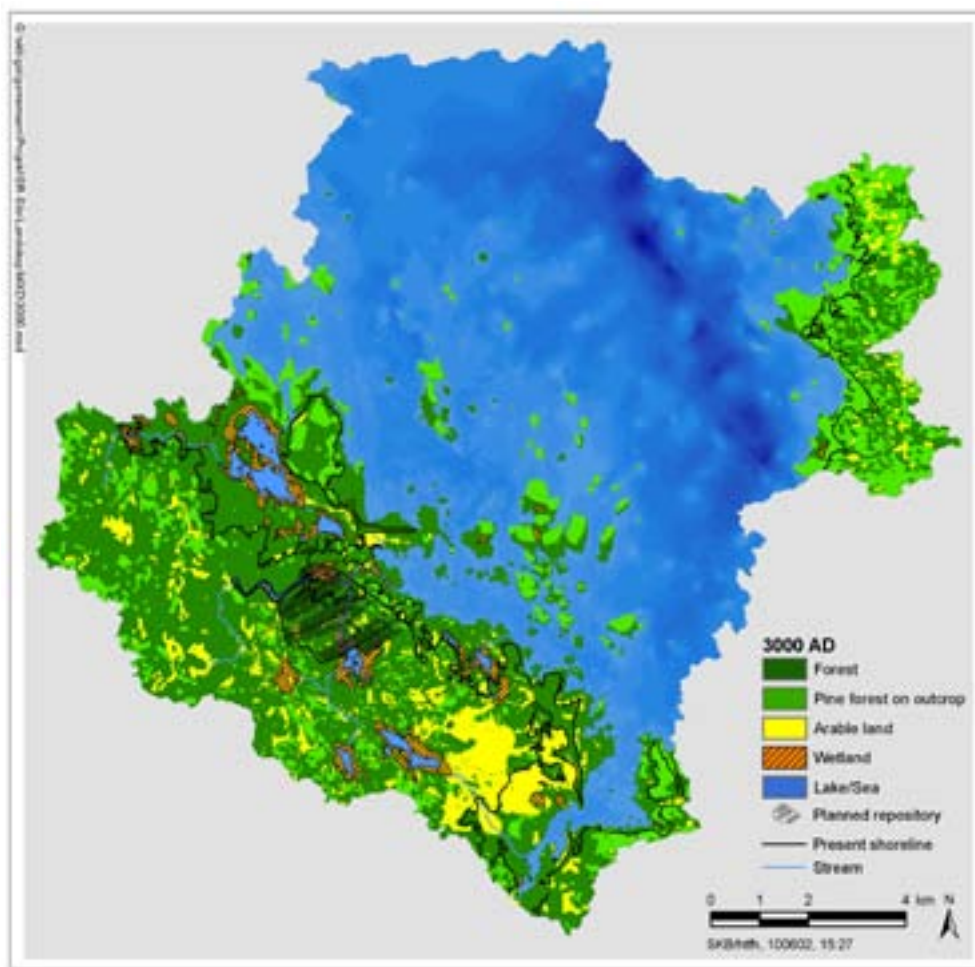 3000 AD
Forest
Pine forest on outcrop
Arable land
Wetland
Lake/Sea
Planned repository
Present shoreline
Stream
0 1 2 4 km N
SKB/hth, 100602, 15:27